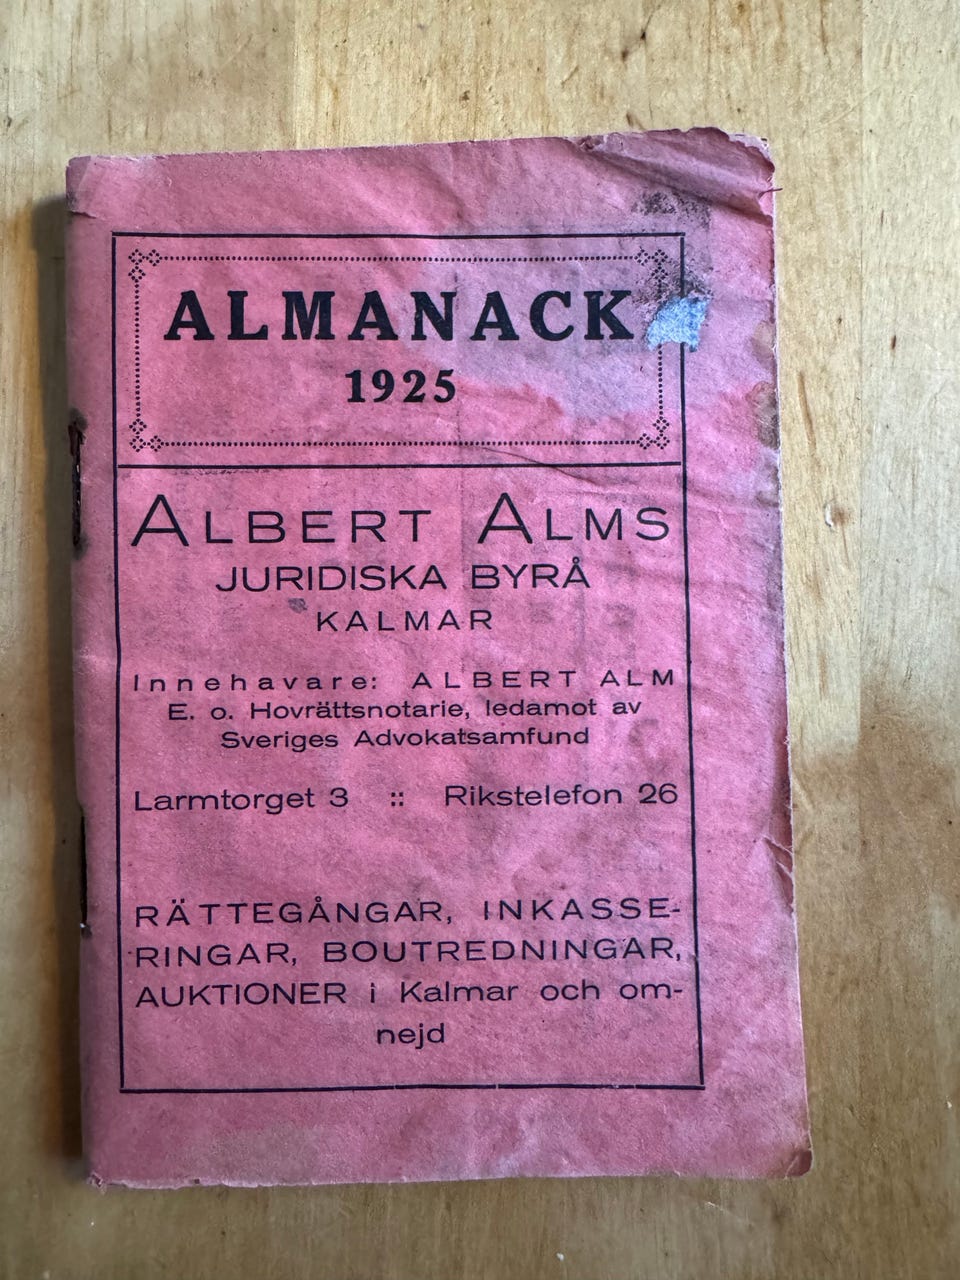 ALMANACK
1925
ALBERT ALMS
JURIDISKA BYRÅ
KALMAR
Innehavare: ALBERT ALM
E. o. Hovrättsnotarie, ledamot av
Sveriges Advokatsamfund
Larmtorget 3 :: Rikstelefon 26
RÄTTEGÅNGAR, INKASSE-
RINGAR, BOUTREDNINGAR,
AUKTIONER i Kalmar och om-
nejd